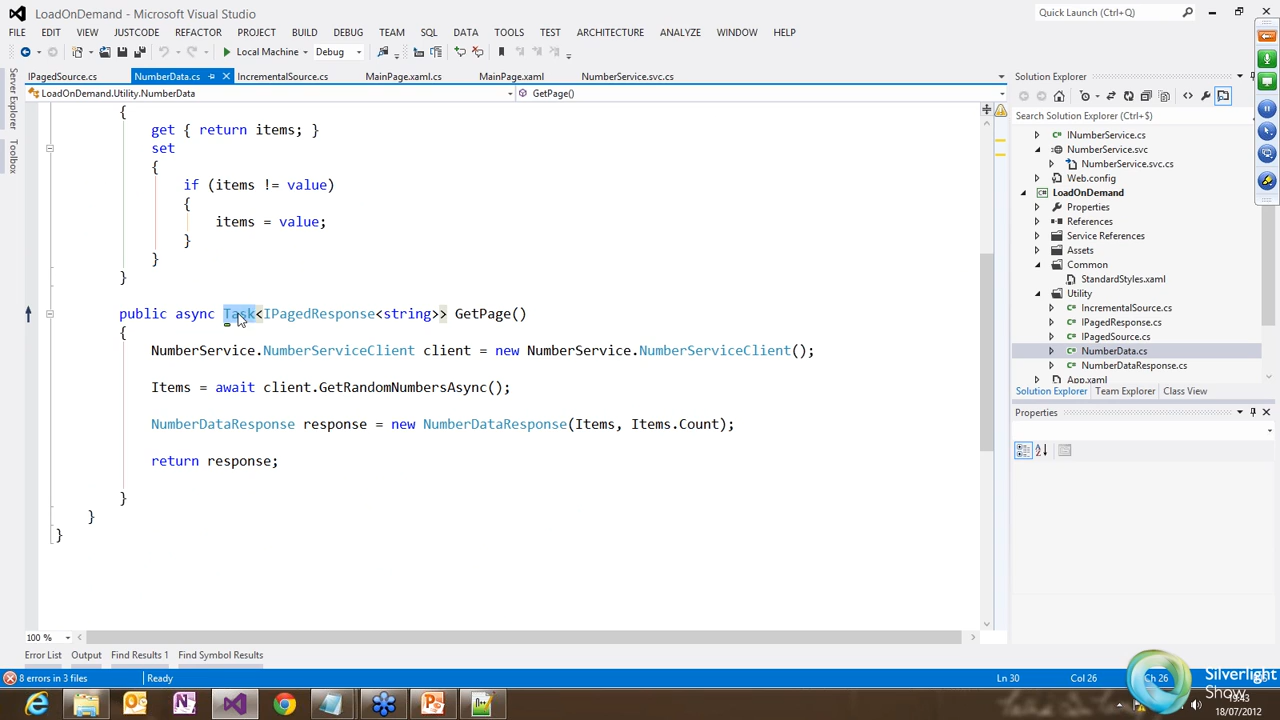 LoadOnDemand - Microsoft Visual Studio
Quick Launch (Ctrl+Q)
FILE EDIT VIEW JUSTCODE REFACTOR PROJECT BUILD DEBUG TEAM SQL DATA TOOLS TEST ARCHITECTURE ANALYZE WINDOW HELP
Local Machine Debug
IPagedSource.cs NumberData.cs IncrementalSource.cs MainPage.xaml.cs MainPage.xaml NumberService.svc.cs
LoadOnDemand.Utility.NumberData GetPage()
Server Explorer
Toolbox
{
get { return items; }
set
{
if (items != value)
{
items = value;
}
}
}
public async Task<IPagedResponse<string>> GetPage()
{
NumberService.NumberServiceClient client = new NumberService.NumberServiceClient();
Items = await client.GetRandomNumbersAsync();
NumberDataResponse response = new NumberDataResponse(Items, Items.Count);
return response;
}
}
}
100 %
Solution Explorer
Search Solution Explorer (Ctrl+$)
INumberService.cs
NumberService.svc
NumberService.svc.cs
Web.config
LoadOnDemand
Properties
References
Service References
Assets
Common
StandardStyles.xaml
Utility
IncrementalSource.cs
IPagedResponse.cs
IPagedSource.cs
NumberData.cs
NumberDataResponse.cs
App.xaml
Solution Explorer Team Explorer Class View
Properties
Error List Output Find Results 1 Find Symbol Results
8 errors in 3 files Ready Ln 30 Col 26 Ch 26
Silverlight
Show
19:43
18/07/2012